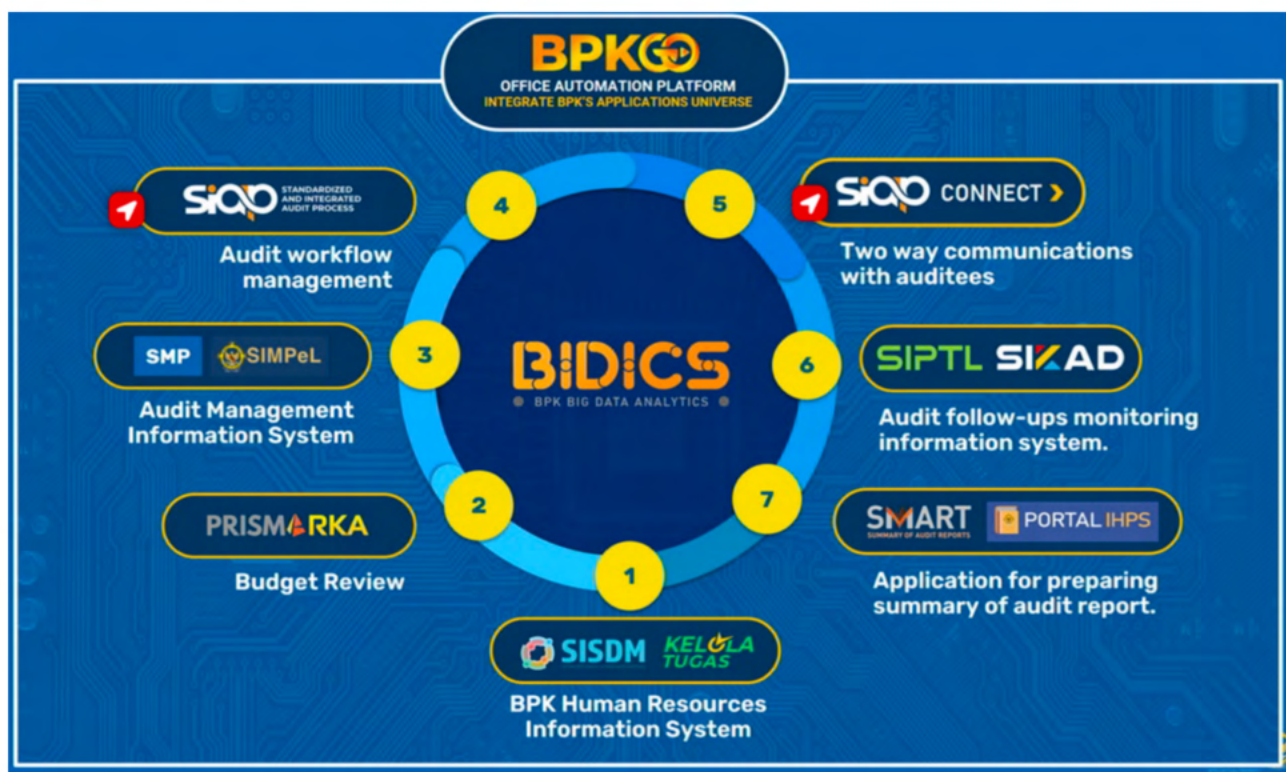 BPKGO
OFFICE AUTOMATION PLATFORM
INTEGRATE BPK'S APPLICATIONS UNIVERSE
1
SISDM KELOLA
TUGAS
BPK Human Resources
Information System
2
PRISMARKA
Budget Review
3
SMP SIMPeL
Audit Management
Information System
4
SiAP STANDARDIZED
AND INTEGRATED
AUDIT PROCESS
Audit workflow
management
5
SiAP CONNECT
Two way communications
with auditees
6
SIPTL SIKAD
Audit follow-ups monitoring
information system.
7
SMART
SUMMARY OF AUDIT REPORTS
PORTAL IHPS
Application for preparing
summary of audit report.
BIDICS
BPK BIG DATA ANALYTICS